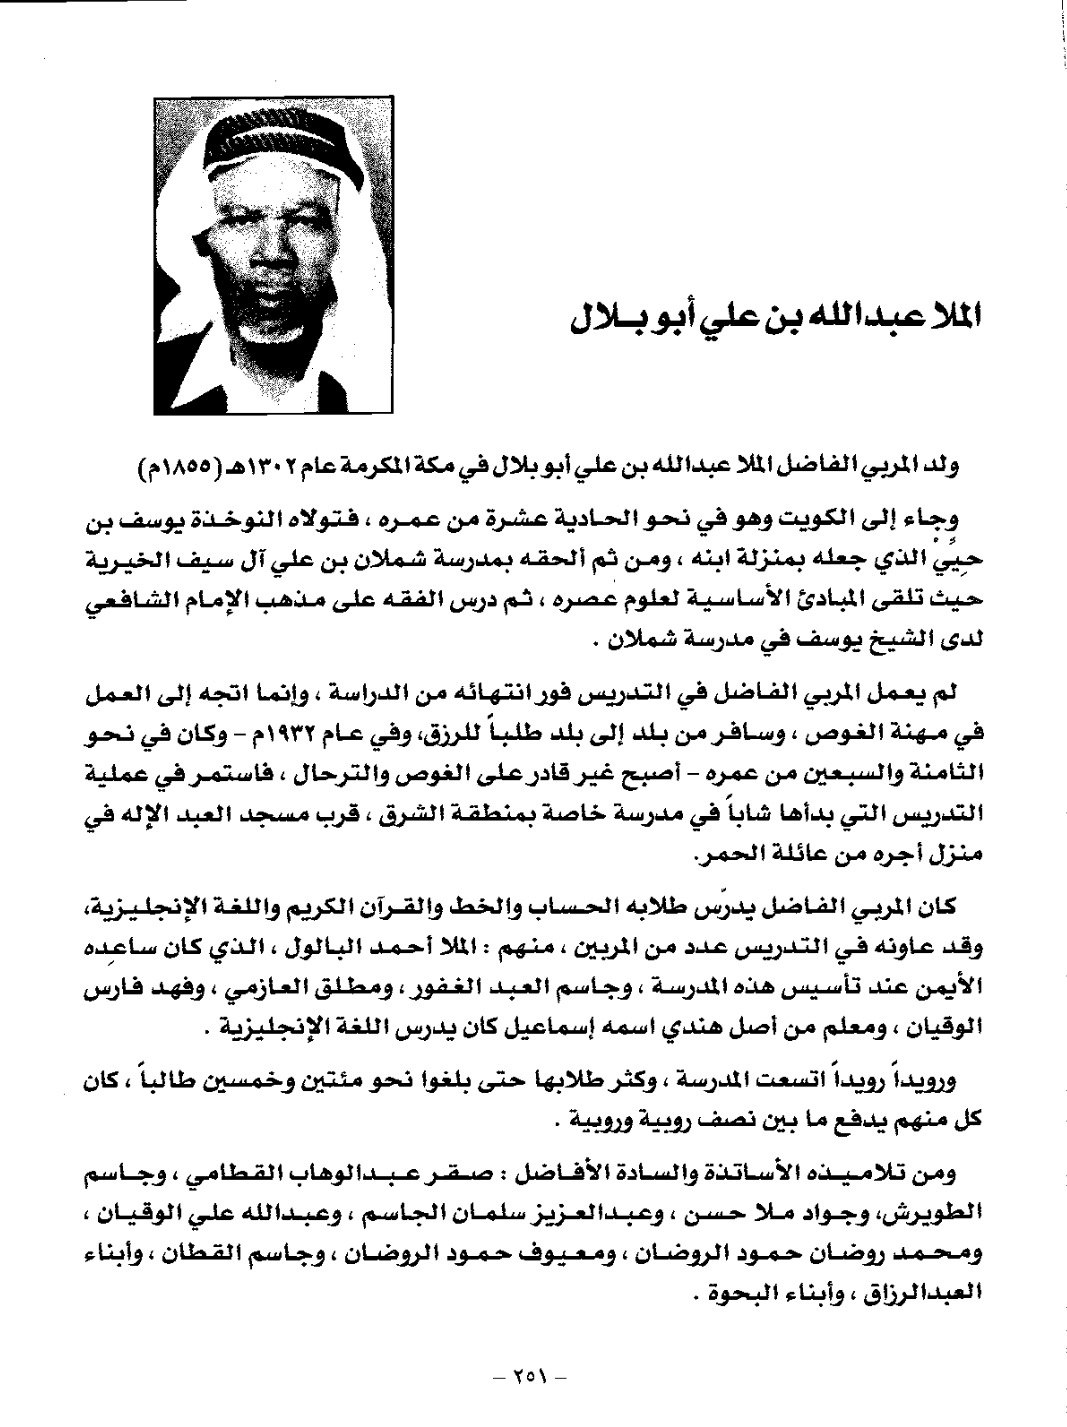 الملا عبدالله بن علي أبو بلال
ولد المربي الفاضل الملا عبدالله بن علي أبو بلال في مكة المكرمة عام ١٣٠٢هـ (١٨٥٥م)
وجاء إلى الكويت وهو في نحو الحادية عشرة من عمره ، فتولاه النوخذة يوسف بن
حيِيّ الذي جعله بمنزلة ابنه ، ومن ثم ألحقه بمدرسة شملان بن علي آل سيف الخيرية
حيث تلقى المبادئ الأساسية لعلوم عصره ، ثم درس الفقه على مذهب الإمام الشافعي
لدى الشيخ يوسف في مدرسة شملان .
لم يعمل المربي الفاضل في التدريس فور انتهائه من الدراسة ، وإنما اتجه إلى العمل
في مهنة الغوص ، وسافر من بلد إلى بلد طلباً للرزق، وفي عام ١٩٣٢م – وكان في نحو
الثامنة والسبعين من عمره – أصبح غير قادر على الغوص والترحال ، فاستمر في عملية
التدريس التي بدأها شاباً في مدرسة خاصة بمنطقة الشرق ، قرب مسجد العبد الإله في
منزل أجره من عائلة الحمر.
كان المربي الفاضل يدرّس طلابه الحساب والخط والقرآن الكريم واللغة الإنجليزية،
وقد عاونه في التدريس عدد من المربين ، منهم : الملا أحمد البالول ، الذي كان ساعِده
الأيمن عند تأسيس هذه المدرسة ، وجاسم العبد الغفور ، ومطلق العازمي ، وفهد فارس
الوقيان ، ومعلم من أصل هندي اسمه إسماعيل كان يدرس اللغة الإنجليزية .
ورويداً رويداً اتسعت المدرسة ، وكثر طلابها حتى بلغوا نحو مئتين وخمسين طالباً ، كان
كل منهم يدفع ما بين نصف روبية وروبية .
ومن تلاميذه الأساتذة والسادة الأفاضل : صقر عبدالوهاب القطامي ، وجاسم
الطويرش، وجواد ملا حسن ، وعبدالعزيز سلمان الجاسم ، وعبدالله علي الوقيان ،
ومحمد روضان حمود الروضان ، ومعيوف حمود الروضان ، وجاسم القطان ، وأبناء
العبدالرزاق ، وأبناء البحوة .
– ٢٥١ –